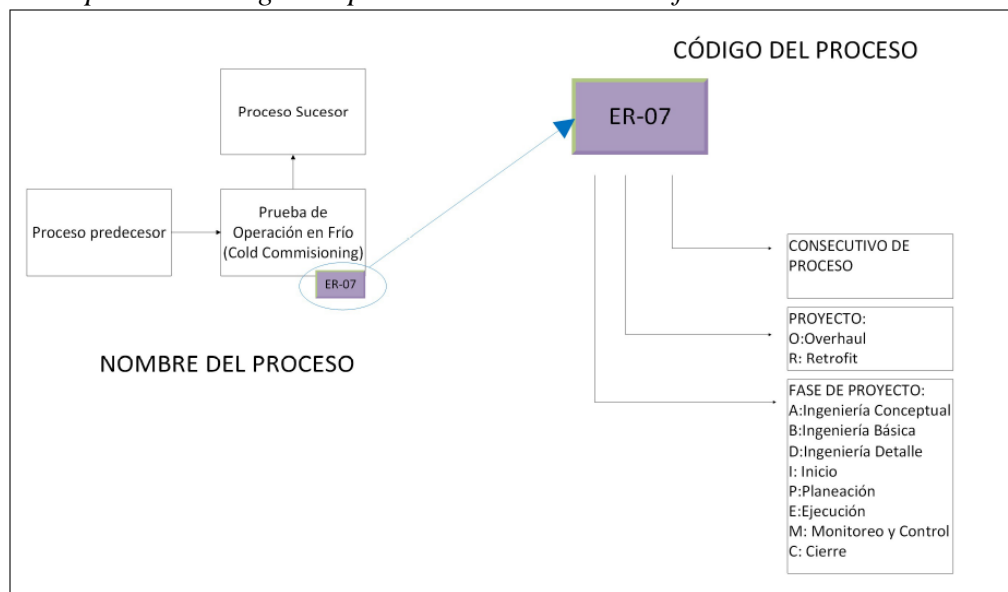 CÓDIGO DEL PROCESO
ER-07
Proceso Sucesor
Proceso predecesor
Prueba de
Operación en Frío
(Cold Commisioning)
ER-07
NOMBRE DEL PROCESO
CONSECUTIVO DE
PROCESO
PROYECTO:
O:Overhaul
R: Retrofit
FASE DE PROYECTO:
A:Ingeniería Conceptual
B:Ingeniería Básica
D:Ingeniería Detalle
I: Inicio
P:Planeación
E:Ejecución
M: Monitoreo y Control
C: Cierre